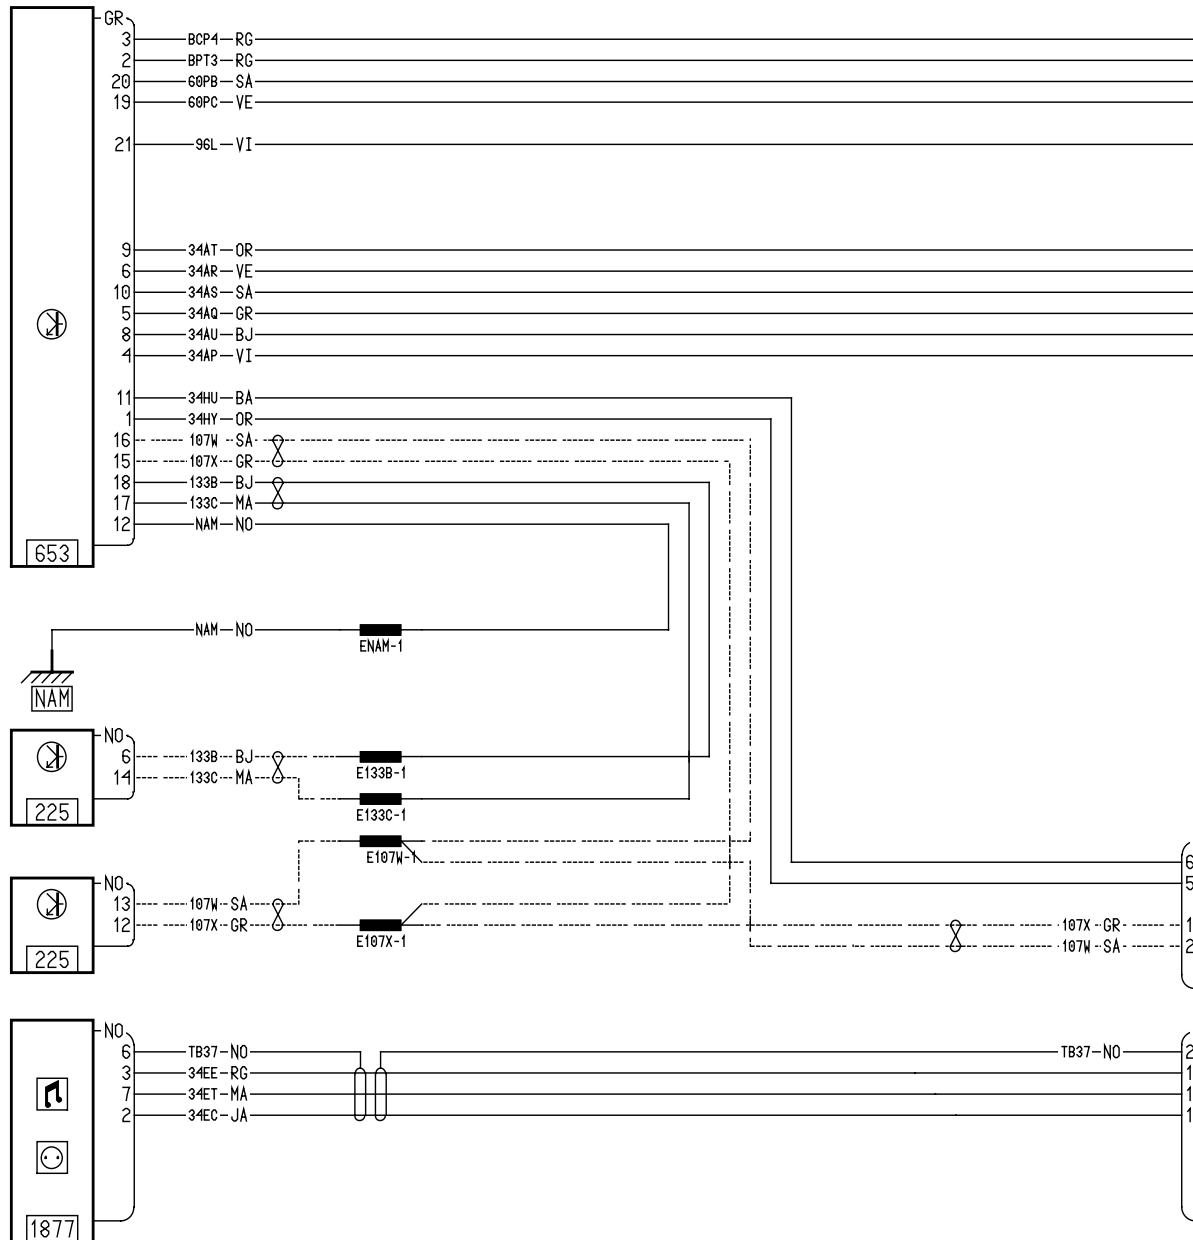 GR
3 BCP4 RG
2 BPT3 RG
20 60PB SA
19 60PC VE
21 96L VI
9 34AT OR
6 34AR VE
10 34AS SA
5 34AQ GR
8 34AU BJ
4 34AP VI
11 34HU BA
1 34HY OR
16 107W SA
15 107X GR
18 133B BJ
17 133C MA
12 NAM NO
653
NAM NO
ENAM-1
NAM
NO
6 133B BJ
E133B-1
14 133C MA
E133C-1
225
E107W-1
6
NO
5
13 107W SA
12 107X GR
E107X-1
107X GR 1
107W SA 2
225
NO
6 TB37 NO
TB37 NO 2
3 34EE RG
1
7 34ET MA
1
2 34EC JA
1
1877